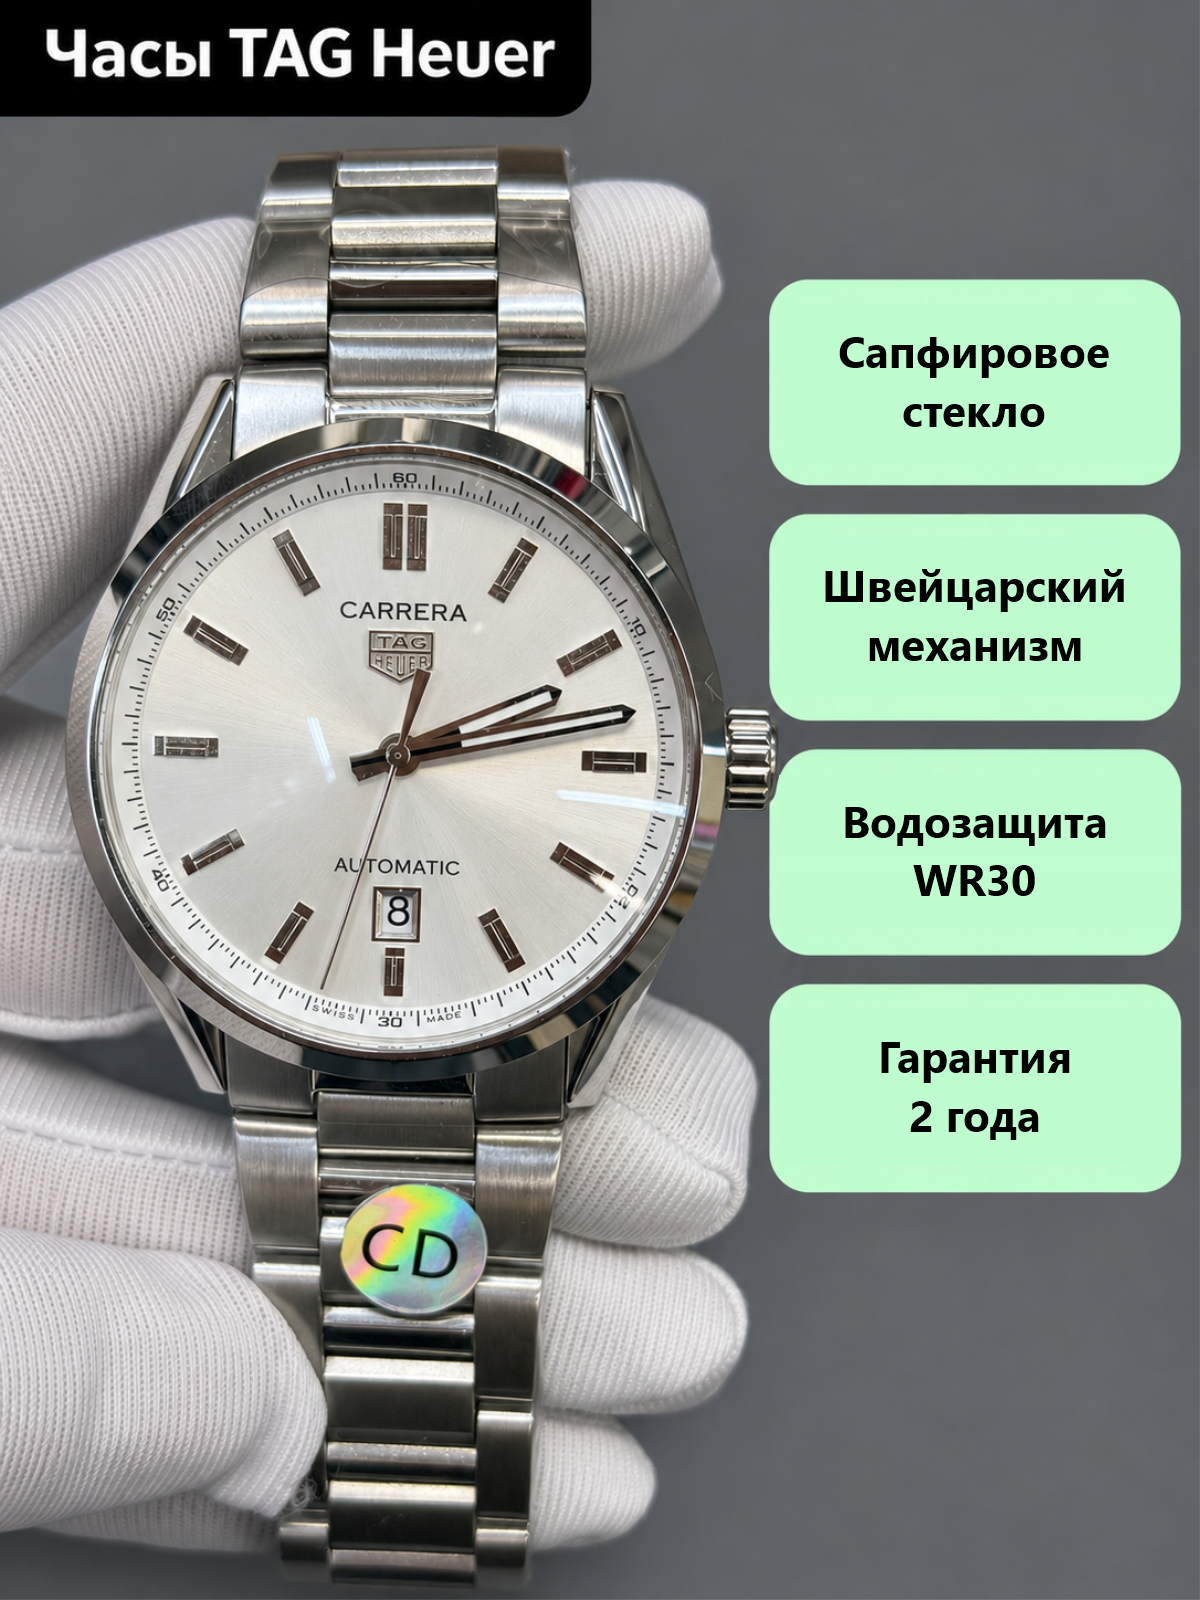 Часы TAG Heuer
60
50
10
CARRERA
TAG
HEUER
40
20
AUTOMATIC
8
SWISS 30 MADE
CD
Сапфировое
стекло
Швейцарский
механизм
Водозащита
WR30
Гарантия
2 года